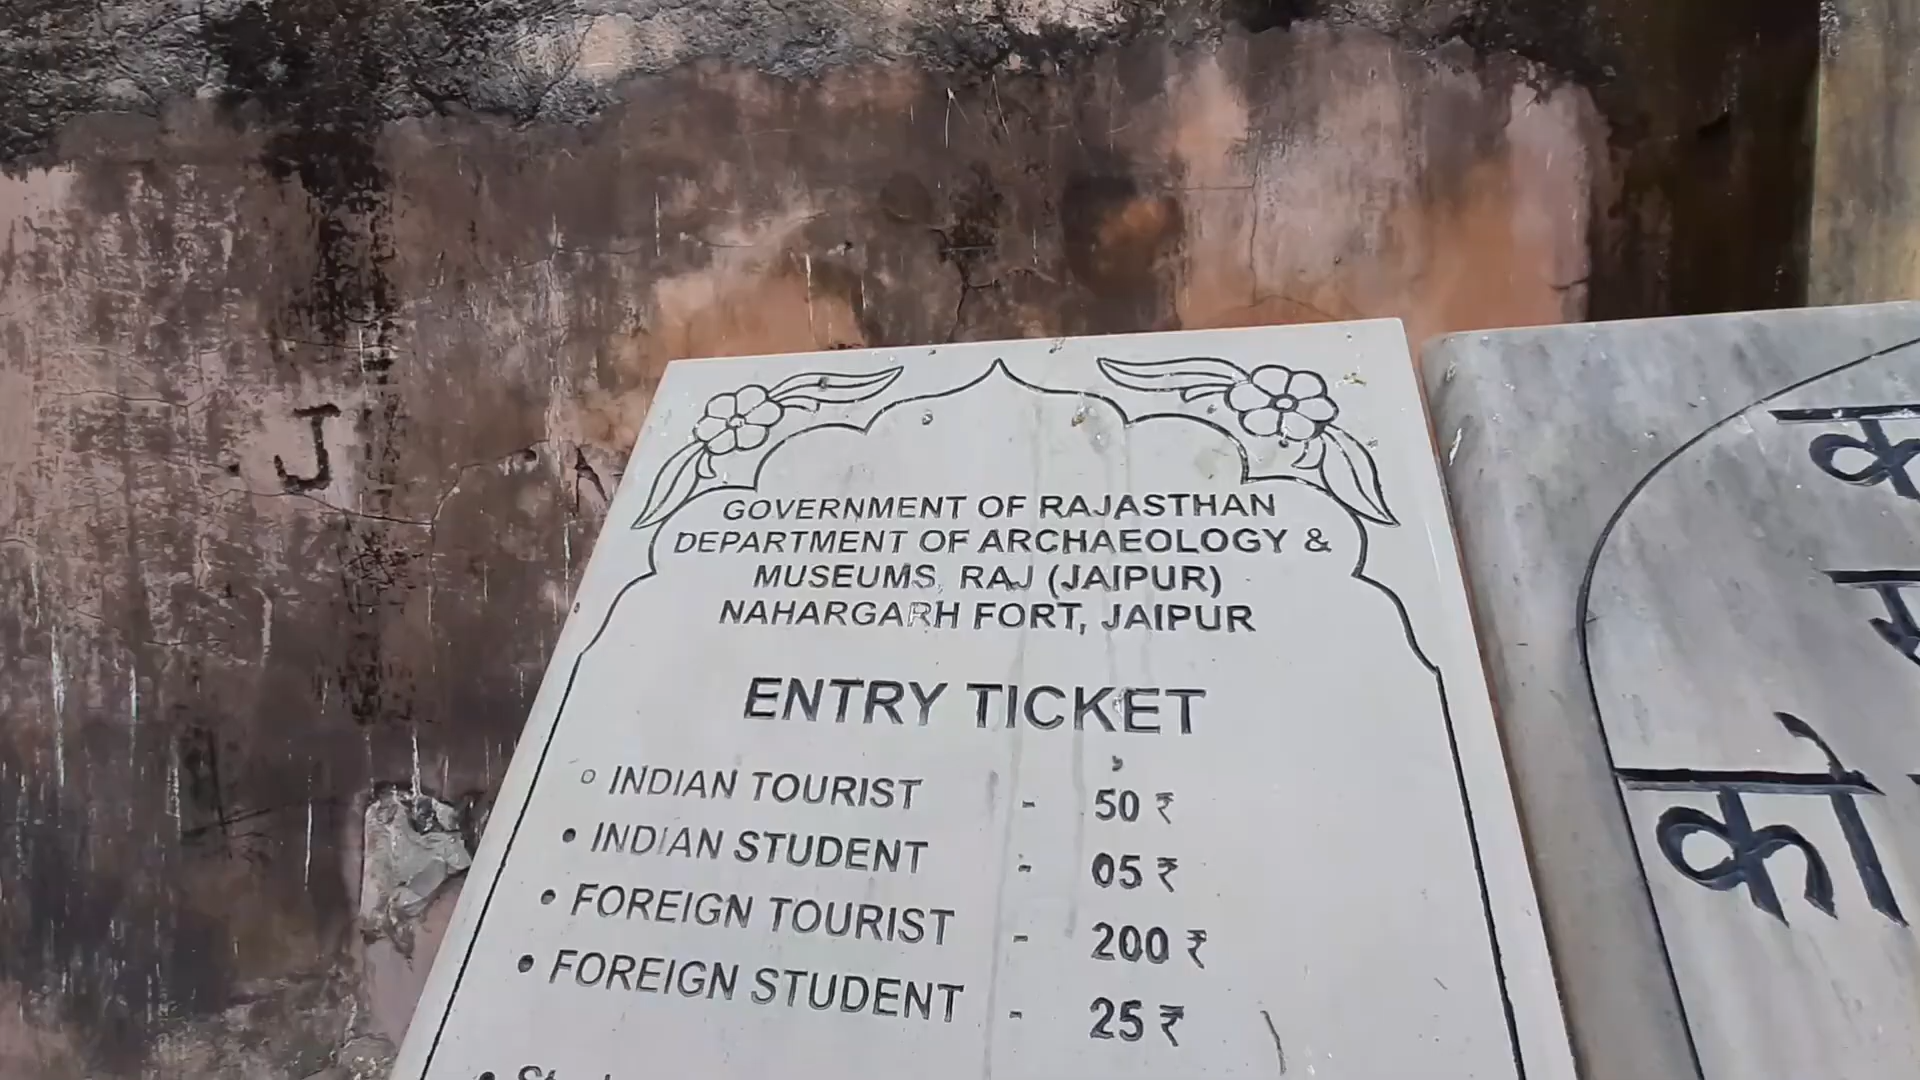 GOVERNMENT OF RAJASTHAN
DEPARTMENT OF ARCHAEOLOGY &
MUSEUMS, RAJ (JAIPUR)
NAHARGARH FORT, JAIPUR
ENTRY TICKET
INDIAN TOURIST - 50 ₹
• INDIAN STUDENT - 05 ₹
• FOREIGN TOURIST - 200 ₹
• FOREIGN STUDENT - 25 ₹
J
को